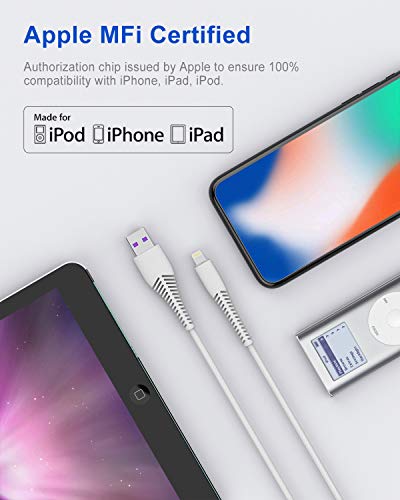 Apple MFi Certified
Authorization chip issued by Apple to ensure 100%
compatibility with iPhone, iPad, iPod.
Made for
iPod iPhone iPad
MENU